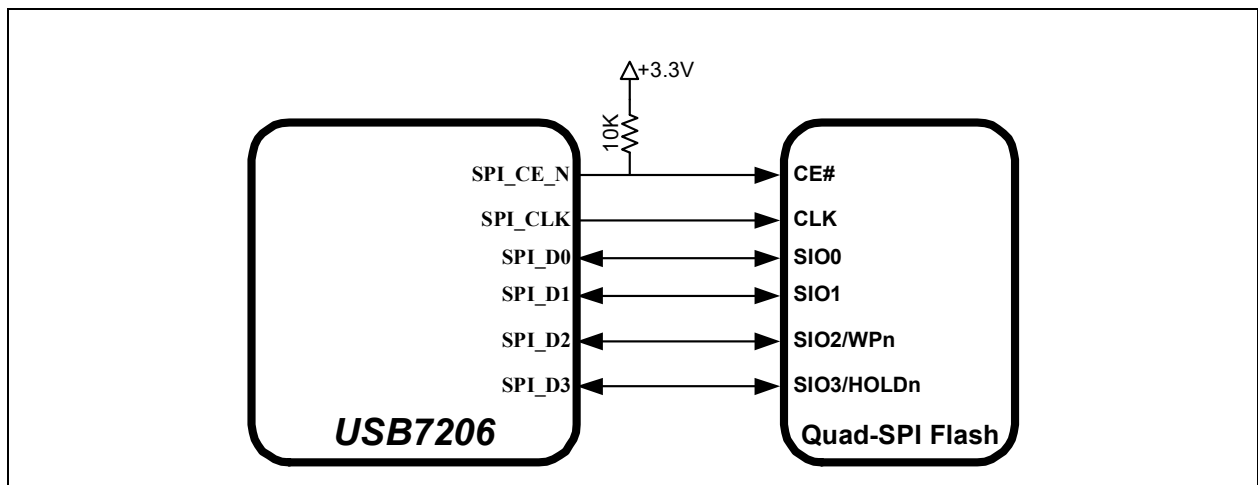 +3.3V
10K
SPI_CE_N CE#
SPI_CLK CLK
SPI_D0 SIO0
SPI_D1 SIO1
SPI_D2 SIO2/WPn
SPI_D3 SIO3/HOLDn
USB7206 Quad-SPI Flash